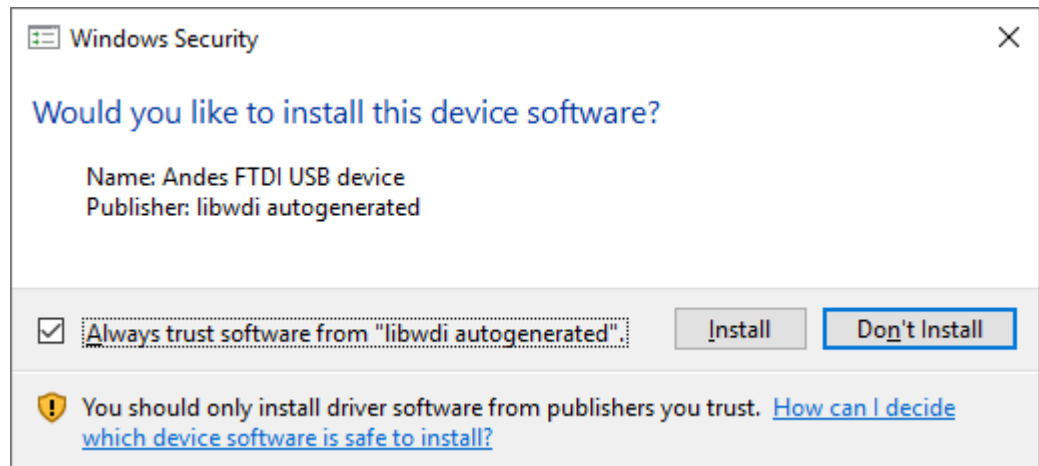 Windows Security
Would you like to install this device software?
Name: Andes FTDI USB device
Publisher: libwdi autogenerated
Always trust software from "libwdi autogenerated".
Install
Don't Install
You should only install driver software from publishers you trust. How can I decide
which device software is safe to install?